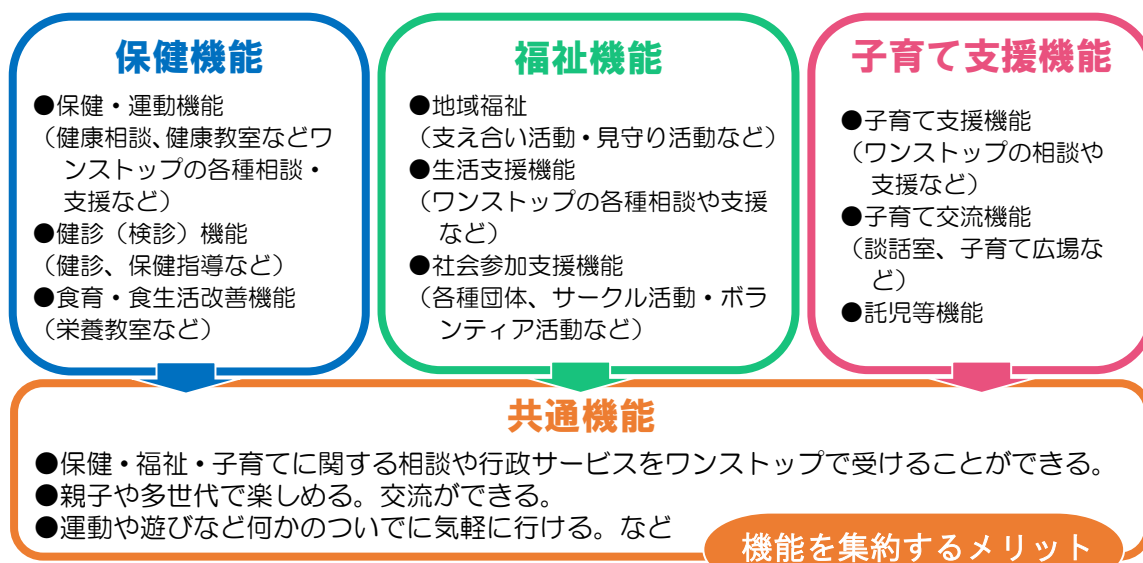 保健機能
●保健・運動機能
（健康相談、健康教室などワ
ンストップの各種相談・
支援など）
●健診（検診）機能
（健診、保健指導など）
●食育・食生活改善機能
（栄養教室など）
福祉機能
●地域福祉
（支え合い活動・見守り活動など）
●生活支援機能
（ワンストップの各種相談や支援
など）
●社会参加支援機能
（各種団体、サークル活動・ボラ
ンティア活動など）
子育て支援機能
●子育て支援機能
（ワンストップの相談や
支援など）
●子育て交流機能
（談話室、子育て広場な
ど）
●託児等機能
共通機能
●保健・福祉・子育てに関する相談や行政サービスをワンストップで受けることができる。
●親子や多世代で楽しめる。交流ができる。
●運動や遊びなど何かのついでに気軽に行ける。など
機能を集約するメリット